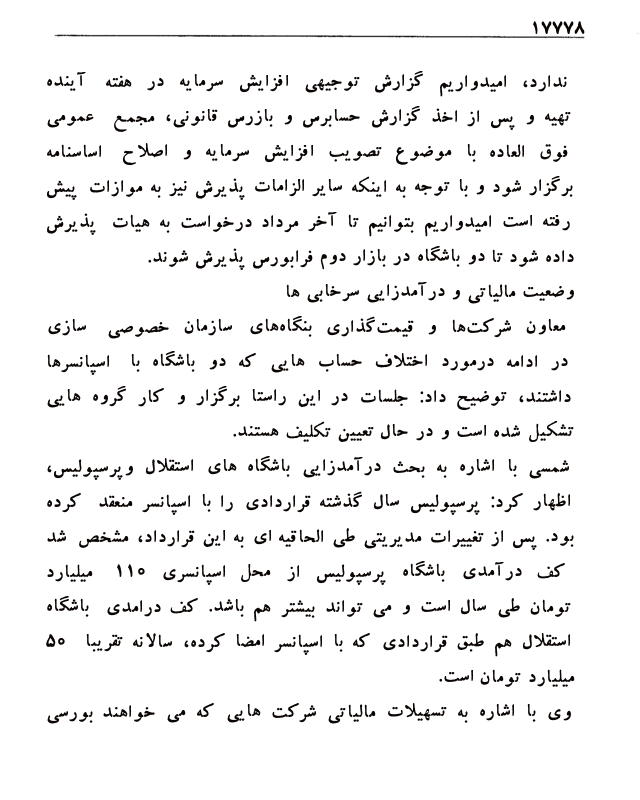 ۱۷۷۷۸
ندارد، امیدواریم گزارش توجیهی افزایش سرمایه در هفته آینده
تهیه و پس از اخذ گزارش حسابرس و بازرس قانونی، مجمع عمومی
فوق العاده با موضوع تصویب افزایش سرمایه و اصلاح اساسنامه
برگزار شود و با توجه به اینکه سایر الزامات پذیرش نیز به موازات پیش
رفته است امیدواریم بتوانیم تا آخر مرداد درخواست به هیات پذیرش
داده شود تا دو باشگاه در بازار دوم فرابورس پذیرش شوند.
وضعیت مالیاتی و درآمدزایی سرخابی ها
معاون شرکت‌ها و قیمت‌گذاری بنگاه‌های سازمان خصوصی سازی
در ادامه درمورد اختلاف حساب هایی که دو باشگاه با اسپانسرها
داشتند، توضیح داد: جلسات در این راستا برگزار و کار گروه هایی
تشکیل شده است و در حال تعیین تکلیف هستند.
شمسی با اشاره به بحث درآمدزایی باشگاه های استقلال وپرسپولیس،
اظهار کرد: پرسپولیس سال گذشته قراردادی را با اسپانسر منعقد کرده
بود. پس از تغییرات مدیریتی طی الحاقیه ای به این قرارداد، مشخص شد
کف درآمدی باشگاه پرسپولیس از محل اسپانسری ۱۱۰ میلیارد
تومان طی سال است و می تواند بیشتر هم باشد. کف درامدی باشگاه
استقلال هم طبق قراردادی که با اسپانسر امضا کرده، سالانه تقریبا ۵۰
میلیارد تومان است.
وی با اشاره به تسهیلات مالیاتی شرکت هایی که می خواهند بورسی